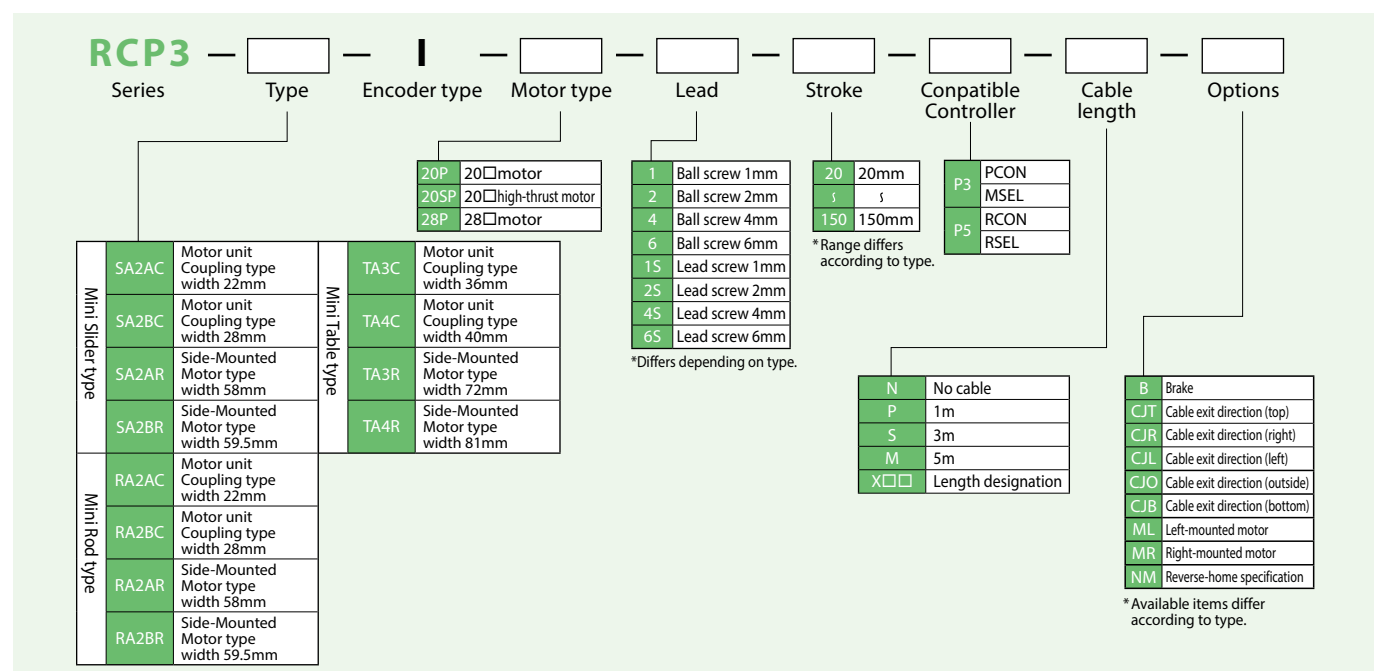 RCP3 — □ — I — □ — □ — □ — □ — □ — □
Series Type Encoder type Motor type Lead Stroke Conpatible Controller Cable length Options
20P 20□motor
20SP 20□high-thrust motor
28P 28□motor
1 Ball screw 1mm
2 Ball screw 2mm
4 Ball screw 4mm
6 Ball screw 6mm
1S Lead screw 1mm
2S Lead screw 2mm
4S Lead screw 4mm
6S Lead screw 6mm
*Differs depending on type.
20 20mm
∫ ∫
150 150mm
* Range differs
according to type.
P3 PCON
MSEL
P5 RCON
RSEL
Mini Slider type
SA2AC Motor unit
Coupling type
width 22mm
SA2BC Motor unit
Coupling type
width 28mm
SA2AR Side-Mounted
Motor type
width 58mm
SA2BR Side-Mounted
Motor type
width 59.5mm
Mini Rod type
RA2AC Motor unit
Coupling type
width 22mm
RA2BC Motor unit
Coupling type
width 28mm
RA2AR Side-Mounted
Motor type
width 58mm
RA2BR Side-Mounted
Motor type
width 59.5mm
Mini Table type
TA3C Motor unit
Coupling type
width 36mm
TA4C Motor unit
Coupling type
width 40mm
TA3R Side-Mounted
Motor type
width 72mm
TA4R Side-Mounted
Motor type
width 81mm
N No cable
P 1m
S 3m
M 5m
X□□ Length designation
B Brake
CJT Cable exit direction (top)
CJR Cable exit direction (right)
CJL Cable exit direction (left)
CJO Cable exit direction (outside)
CJB Cable exit direction (bottom)
ML Left-mounted motor
MR Right-mounted motor
NM Reverse-home specification
* Available items differ
according to type.